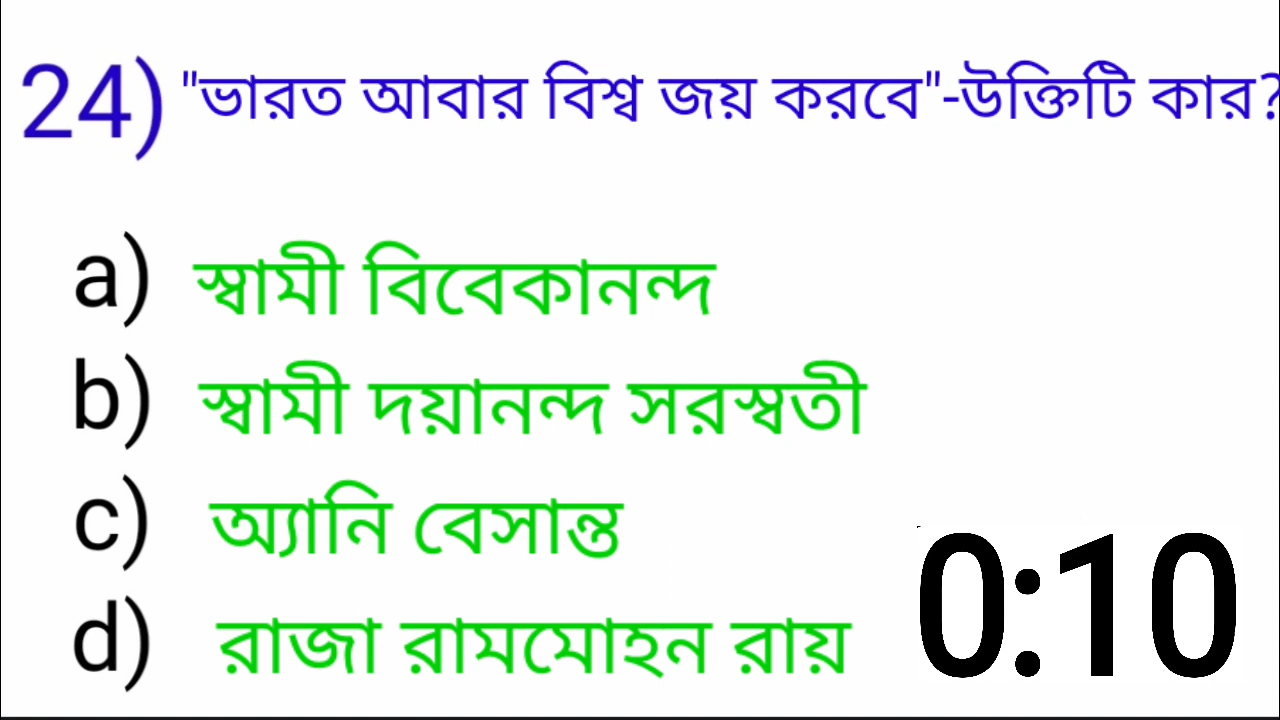 24) "ভারত আবার বিশ্ব জয় করবে"-উক্তিটি কার?
a) স্বামী বিবেকানন্দ
b) স্বামী দয়ানন্দ সরস্বতী
c) অ্যানি বেসান্ত
d) রাজা রামমোহন রায়
0:10